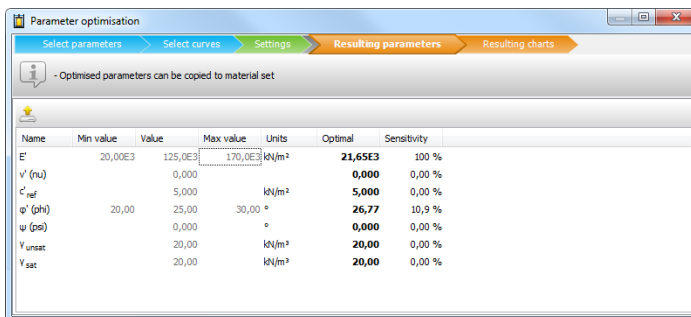 Parameter optimisation
Select parameters Select curves Settings Resulting parameters Resulting charts
- Optimised parameters can be copied to material set
Name Min value Value Max value Units Optimal Sensitivity
E' 20,00E3 125,0E3 170,0E3 kN/m² 21,65E3 100 %
ν' (nu) 0,000 0,000 0,00 %
c'ref 5,000 kN/m² 5,000 0,00 %
φ' (phi) 20,00 25,00 30,00 ° 26,77 10,9 %
ψ (psi) 0,000 ° 0,000 0,00 %
γunsat 20,00 kN/m³ 20,00 0,00 %
γsat 20,00 kN/m³ 20,00 0,00 %